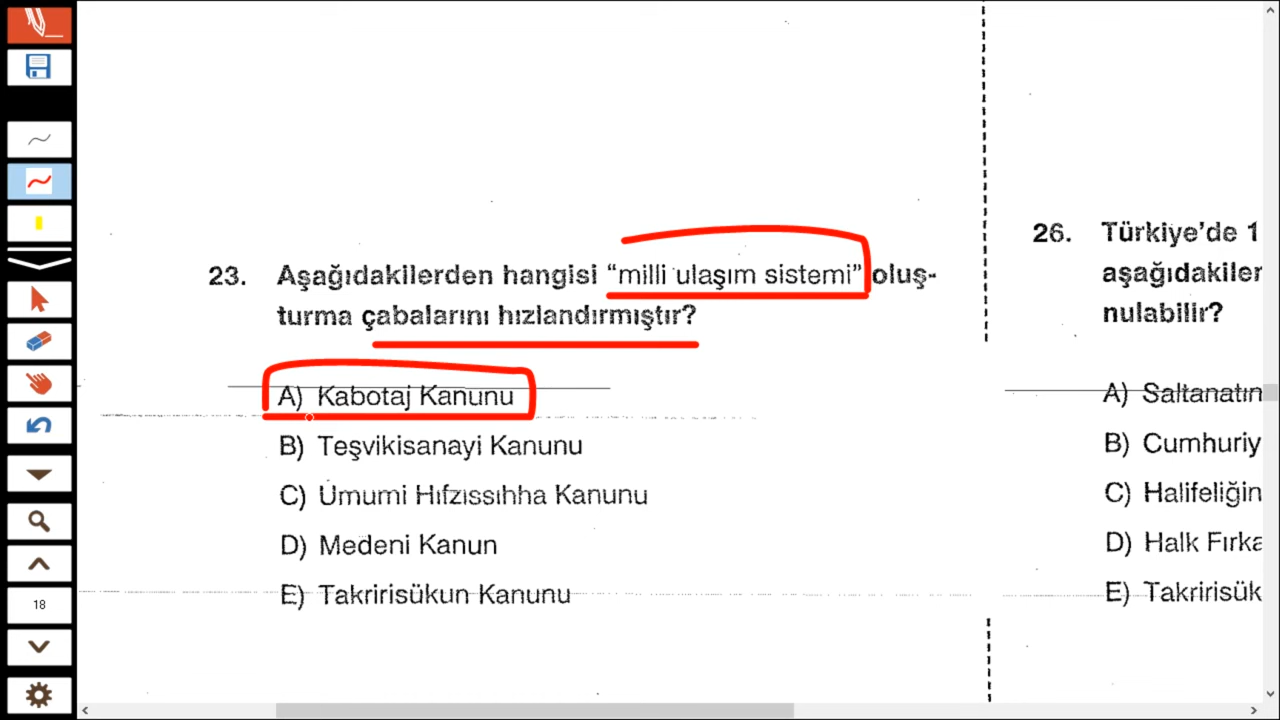 23. Aşağıdakilerden hangisi “milli ulaşım sistemi” oluş-
turma çabalarını hızlandırmıştır?
A) Kabotaj Kanunu
B) Teşvikisanayi Kanunu
C) Umumi Hıfzıssıhha Kanunu
D) Medeni Kanun
E) Takririsükun Kanunu
26. Türkiye’de 1
aşağıdakiler
nulabilir?
A) Saltanatın
B) Cumhuriy
C) Halifeliğin
D) Halk Fırka
E) Takririsük
18